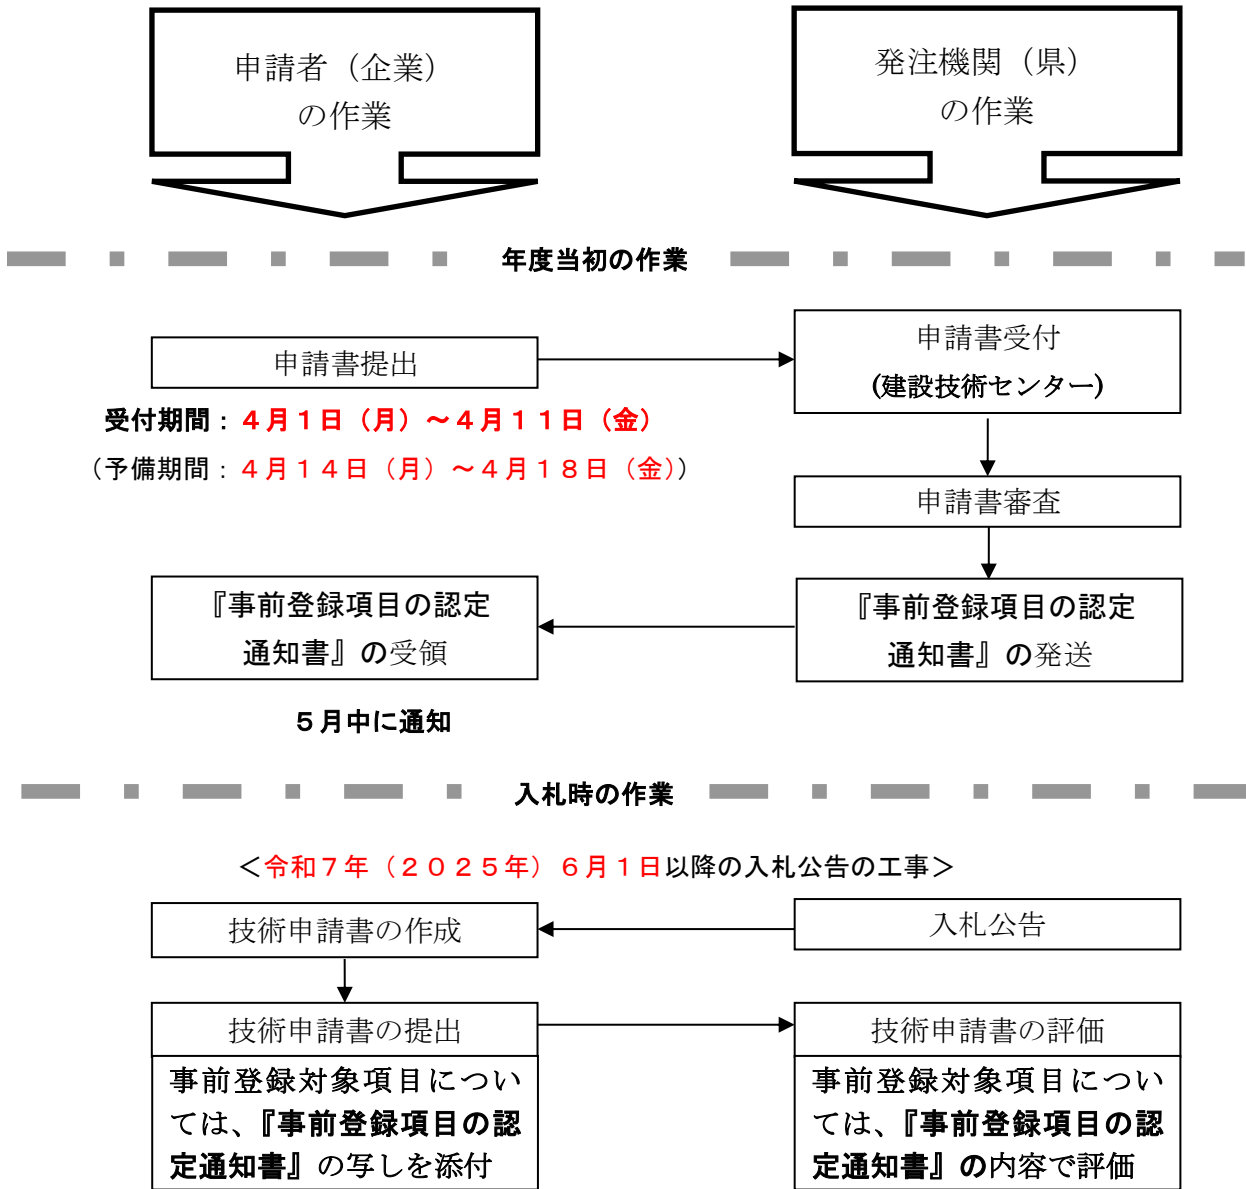 申請者（企業）
の作業
発注機関（県）
の作業
年度当初の作業
申請書提出
申請書受付
(建設技術センター)
受付期間：４月１日（月）～４月１１日（金）
（予備期間：４月１４日（月）～４月１８日（金））
申請書審査
『事前登録項目の認定
通知書』の受領
『事前登録項目の認定
通知書』の発送
５月中に通知
入札時の作業
＜令和７年（２０２５年）６月１日以降の入札公告の工事＞
技術申請書の作成
入札公告
技術申請書の提出
事前登録対象項目につい
ては、『事前登録項目の認
定通知書』の写しを添付
技術申請書の評価
事前登録対象項目につい
ては、『事前登録項目の認
定通知書』の内容で評価